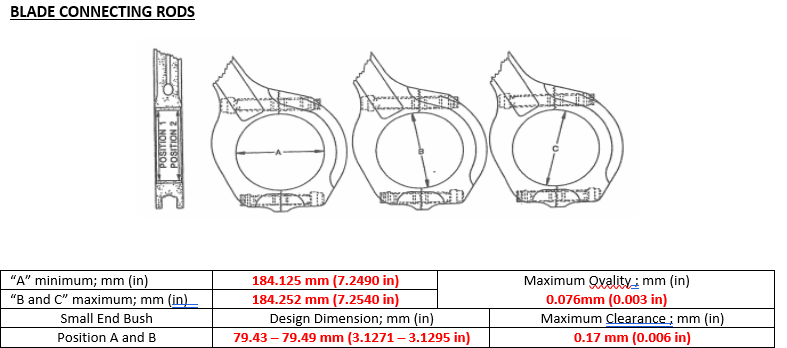 BLADE CONNECTING RODS
POSITION 1
POSITION 2
A
B
C
“A” minimum; mm (in) 184.125 mm (7.2490 in) Maximum Ovality ; mm (in)
“B and C” maximum; mm (in) 184.252 mm (7.2540 in) 0.076mm (0.003 in)
Small End Bush Design Dimension; mm (in) Maximum Clearance ; mm (in)
Position A and B 79.43 – 79.49 mm (3.1271 – 3.1295 in) 0.17 mm (0.006 in)